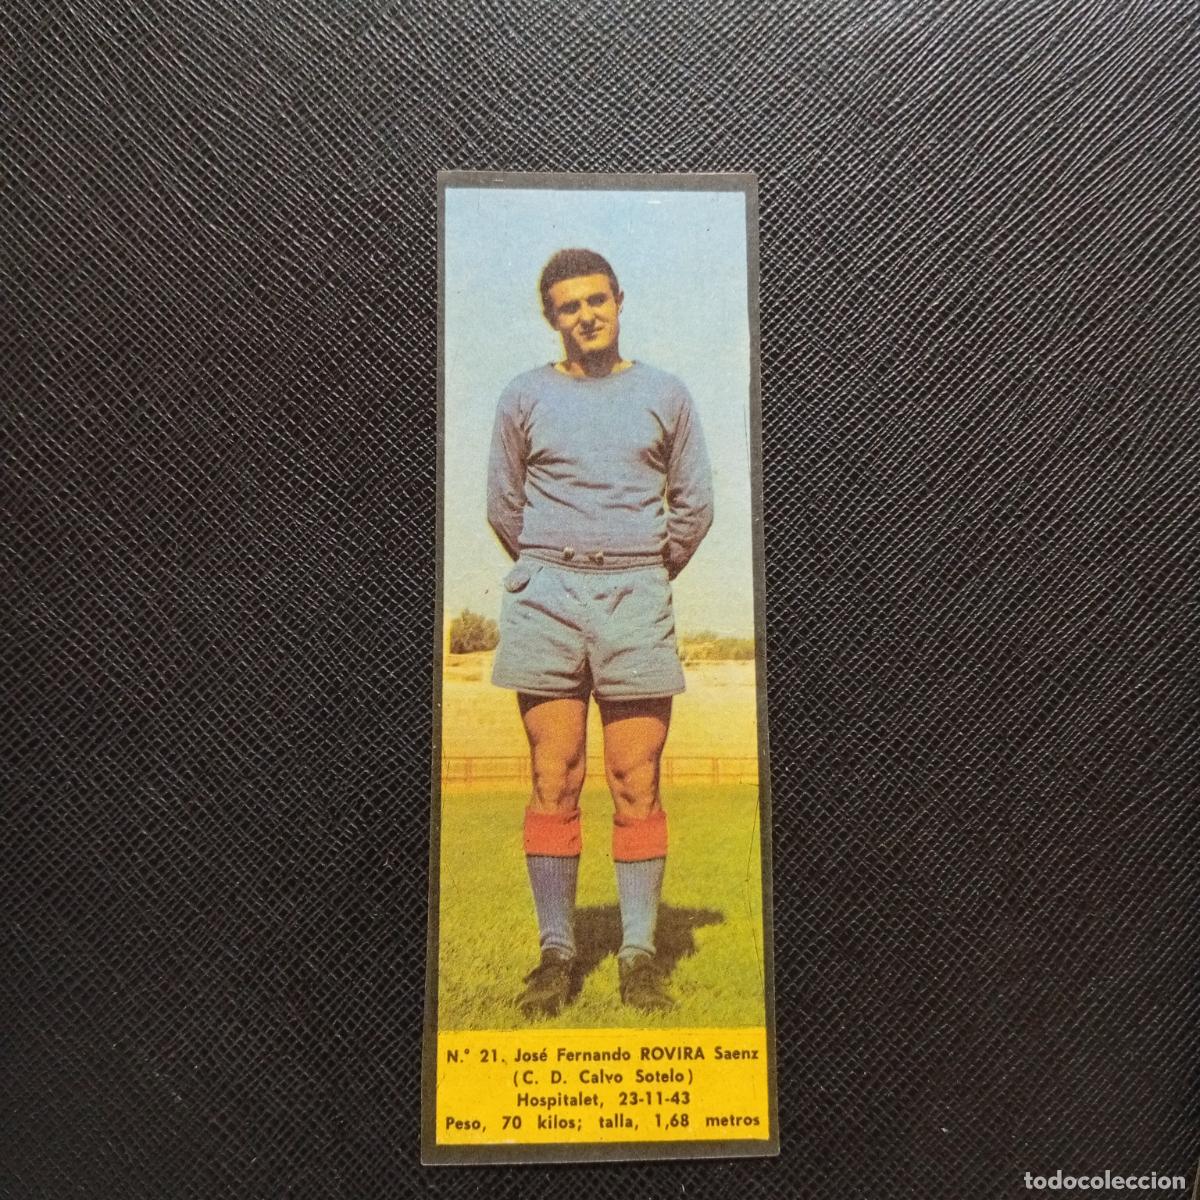 N.° 21. José Fernando ROVIRA Saenz
(C. D. Calvo Sotelo)
Hospitalet, 23-11-43
Peso, 70 kilos; talla, 1,68 metros
todocoleccion